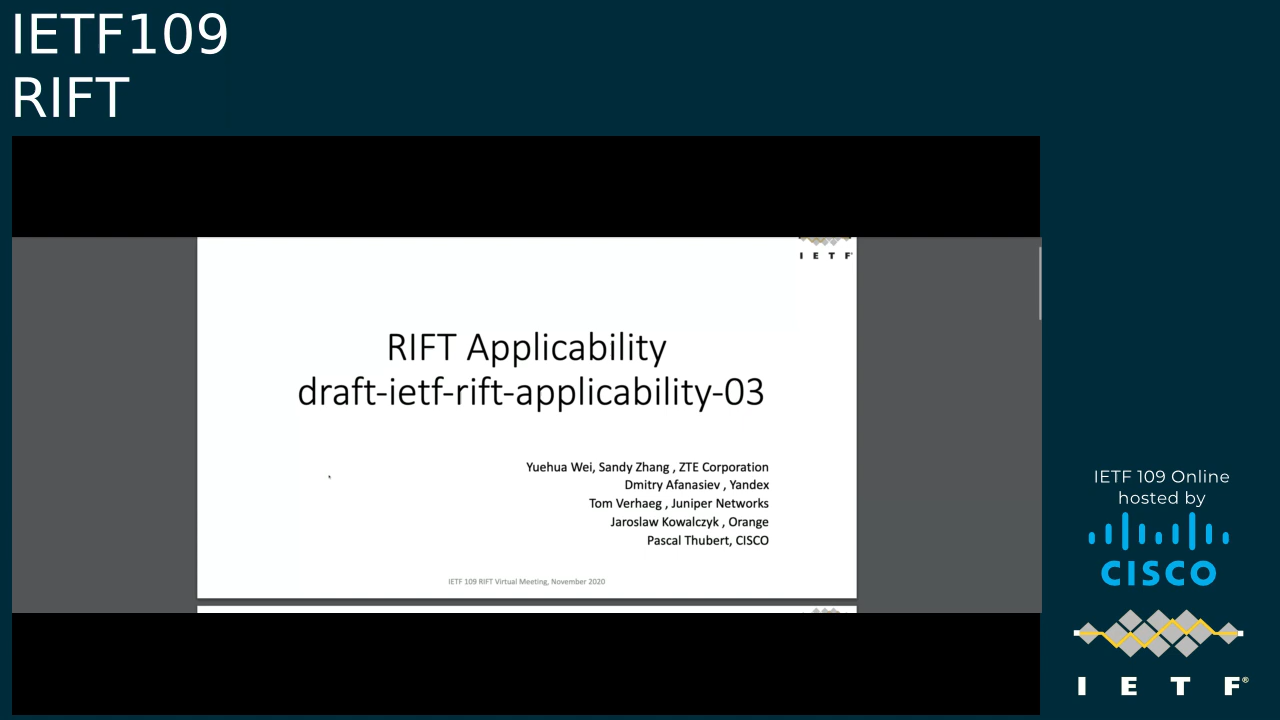 IETF109
RIFT
I E T F
RIFT Applicability
draft-ietf-rift-applicability-03
Yuehua Wei, Sandy Zhang , ZTE Corporation
Dmitry Afanasiev , Yandex
Tom Verhaeg , Juniper Networks
Jaroslaw Kowalczyk , Orange
Pascal Thubert, CISCO
IETF 109 RIFT Virtual Meeting, November 2020
IETF 109 Online
hosted by
CISCO
I E T F®